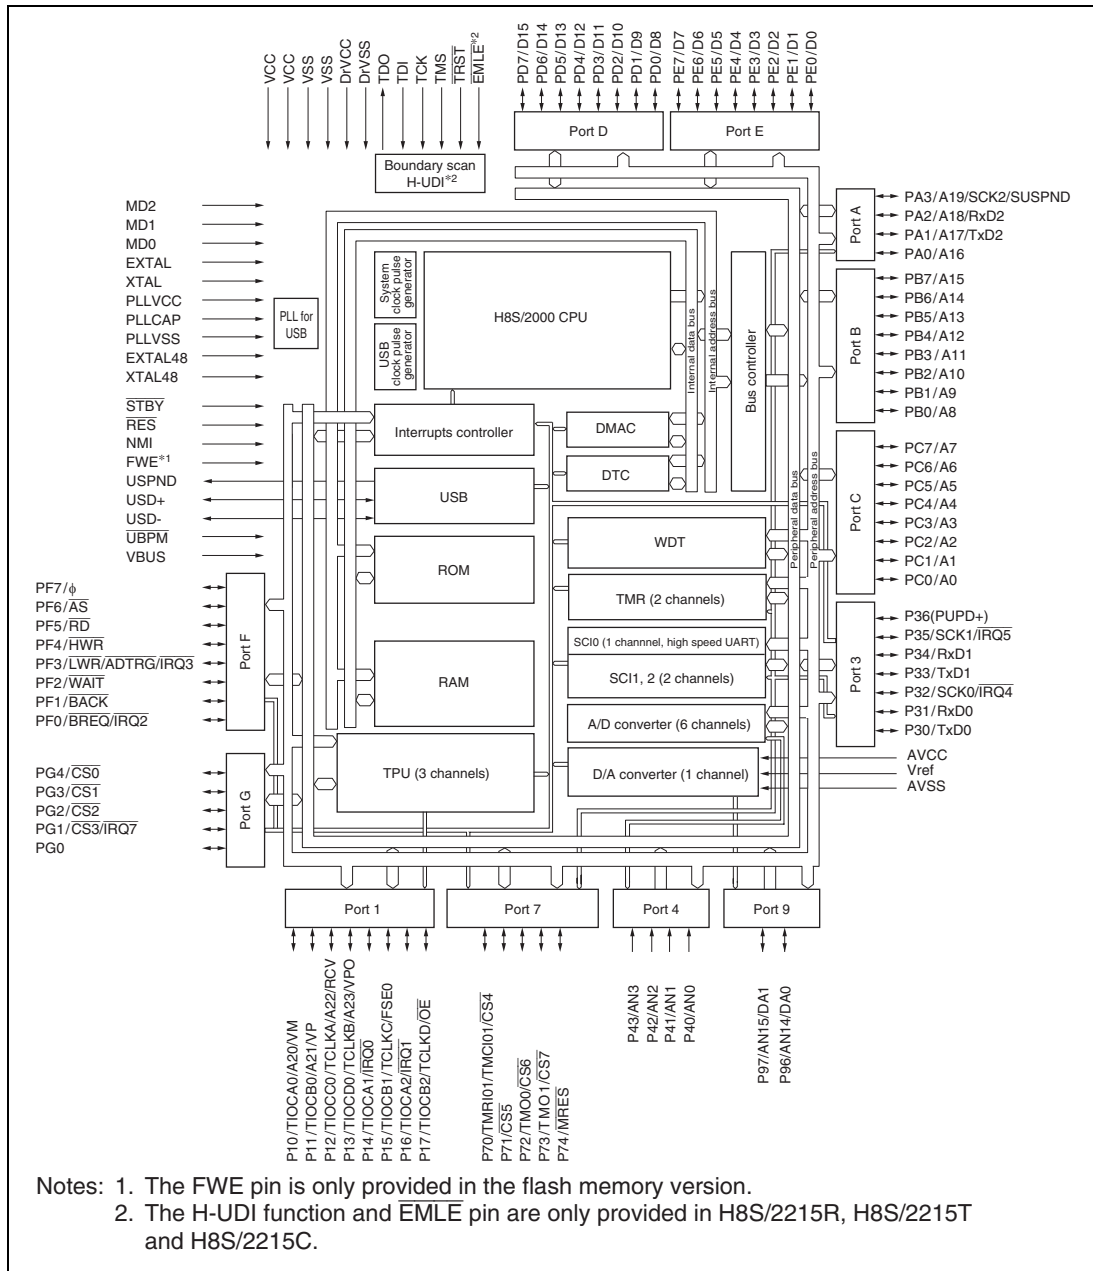 VCC
VCC
VSS
VSS
DrVCC
DrVSS
TDO
TDI
TCK
TMS
TRST
EMLE*2
PD7/D15
PD6/D14
PD5/D13
PD4/D12
PD3/D11
PD2/D10
PD1/D9
PD0/D8
PE7/D7
PE6/D6
PE5/D5
PE4/D4
PE3/D3
PE2/D2
PE1/D1
PE0/D0
Port D
Port E
Boundary scan
H-UDI*2
MD2
MD1
MD0
EXTAL
XTAL
PLLVCC
PLLCAP
PLLVSS
EXTAL48
XTAL48
STBY
RES
NMI
FWE*1
USPND
USD+
USD-
UBPM
VBUS
PLL for
USB
System
clock pulse
generator
USB
clock pulse
generator
H8S/2000 CPU
Internal data bus
Internal address bus
Bus controller
Interrupts controller
DMAC
DTC
USB
ROM
RAM
TPU (3 channels)
WDT
TMR (2 channels)
SCI0 (1 channnel, high speed UART)
SCI1, 2 (2 channels)
A/D converter (6 channels)
D/A converter (1 channel)
Peripheral data bus
Peripheral address bus
Port A
PA3/A19/SCK2/SUSPND
PA2/A18/RxD2
PA1/A17/TxD2
PA0/A16
Port B
PB7/A15
PB6/A14
PB5/A13
PB4/A12
PB3/A11
PB2/A10
PB1/A9
PB0/A8
Port C
PC7/A7
PC6/A6
PC5/A5
PC4/A4
PC3/A3
PC2/A2
PC1/A1
PC0/A0
Port 3
P36(PUPD+)
P35/SCK1/IRQ5
P34/RxD1
P33/TxD1
P32/SCK0/IRQ4
P31/RxD0
P30/TxD0
AVCC
Vref
AVSS
PF7/ϕ
PF6/AS
PF5/RD
PF4/HWR
PF3/LWR/ADTRG/IRQ3
PF2/WAIT
PF1/BACK
PF0/BREQ/IRQ2
Port F
PG4/CS0
PG3/CS1
PG2/CS2
PG1/CS3/IRQ7
PG0
Port G
Port 1
Port 7
Port 4
Port 9
P10/TIOCA0/A20/VM
P11/TIOCB0/A21/VP
P12/TIOCC0/TCLKA/A22/RCV
P13/TIOCD0/TCLKB/A23/VPO
P14/TIOCA1/IRQ0
P15/TIOCB1/TCLKC/FSE0
P16/TIOCA2/IRQ1
P17/TIOCB2/TCLKD/OE
P70/TMRI01/TMCI01/CS4
P71/CS5
P72/TMO0/CS6
P73/TMO1/CS7
P74/MRES
P43/AN3
P42/AN2
P41/AN1
P40/AN0
P97/AN15/DA1
P96/AN14/DA0
Notes: 1. The FWE pin is only provided in the flash memory version.
2. The H-UDI function and EMLE pin are only provided in H8S/2215R, H8S/2215T
and H8S/2215C.